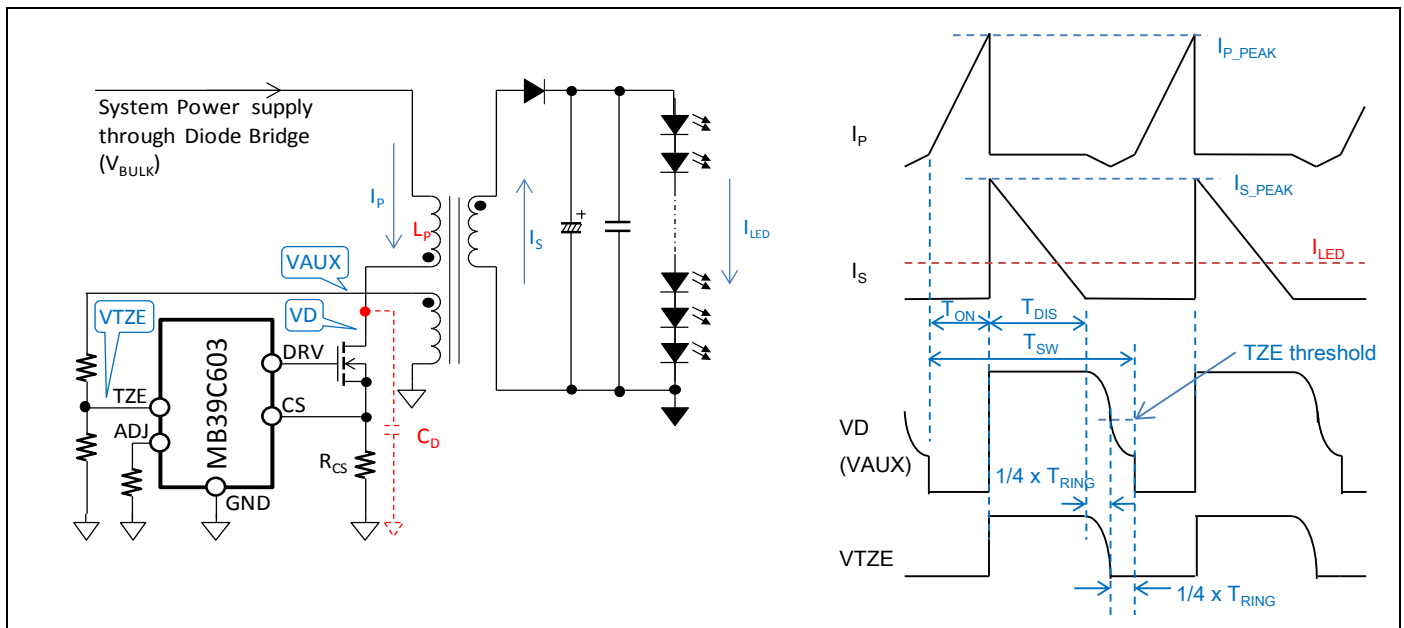 System Power supply
through Diode Bridge
(VBULK)
IP
LP
IS
ILED
VAUX
VD
VTZE
DRV
TZE
CS
ADJ
MB39C603
RCS
CD
GND
+
IP_PEAK
IP
IS_PEAK
ILED
IS
TON
TDIS
TSW
TZE threshold
VD
(VAUX)
1/4 x TRING
VTZE
1/4 x TRING